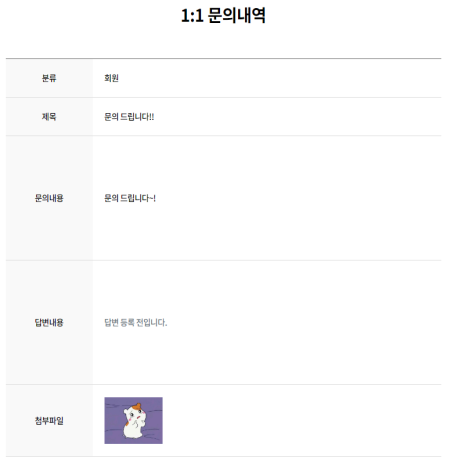 1:1 문의내역
분류 회원
제목 문의 드립니다!!
문의내용 문의 드립니다~!
답변내용 답변 등록 전입니다.
첨부파일